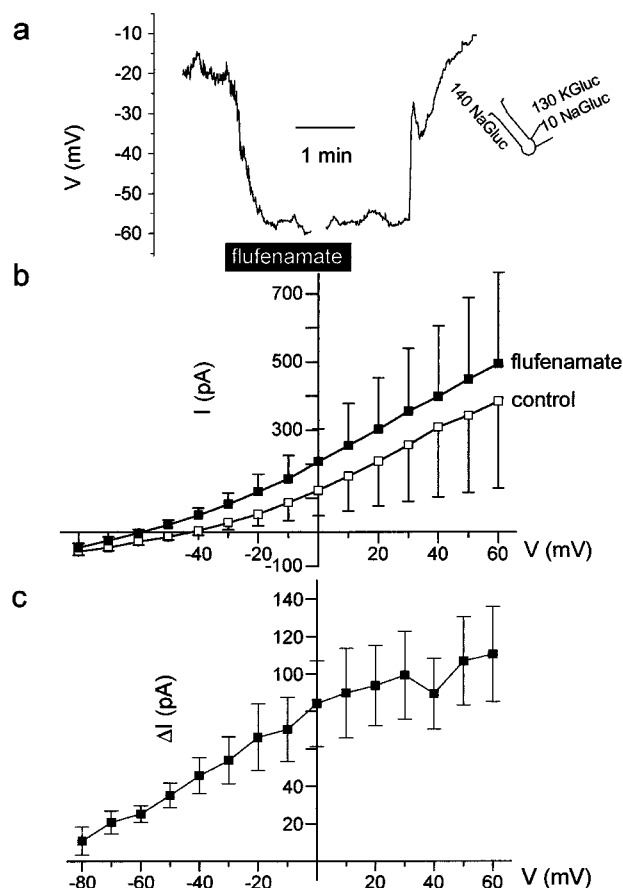 a
-10
-20
-30
-40
-50
-60
V (mV)
1 min
140 NaGluc
130 KGluc
10 NaGluc
flufenamate
b
700
500
300
-100
I (pA)
flufenamate
control
-80 -60 -40 -20 20 40 60
V (mV)
c
140
120
100
40
20
ΔI (pA)
-80 -60 -40 -20 20 40 60
V (mV)